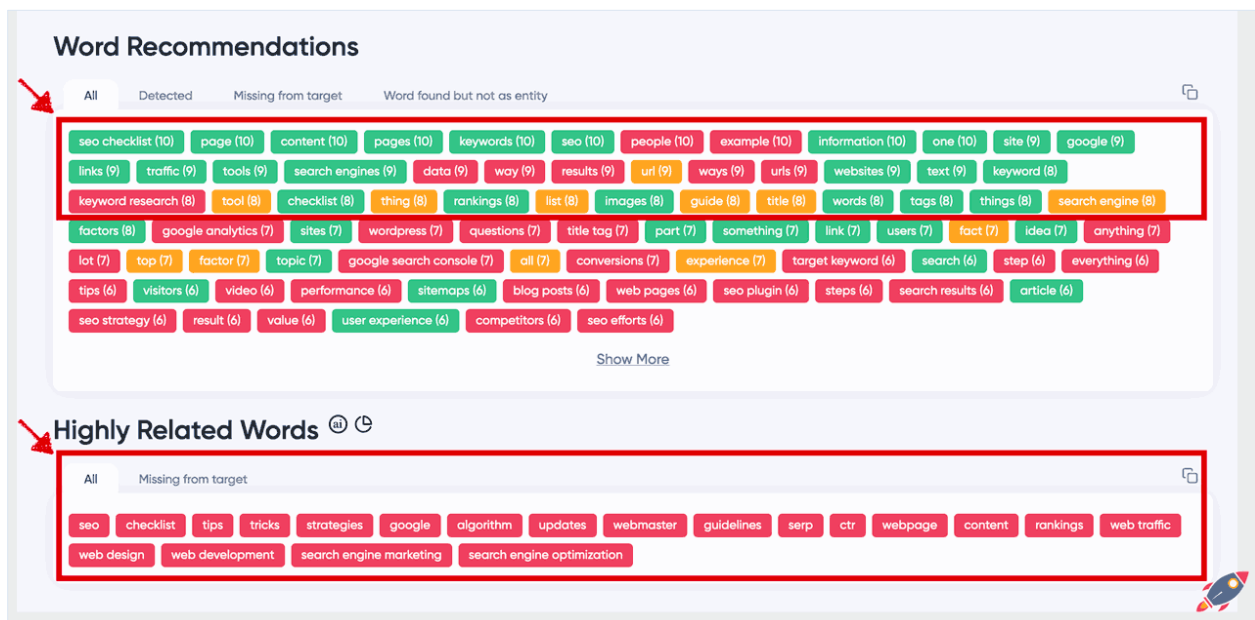 Word Recommendations
All Detected Missing from target Word found but not as entity
seo checklist (10) page (10) content (10) pages (10) keywords (10) seo (10) people (10) example (10) information (10) one (10) site (9) google (9)
links (9) traffic (9) tools (9) search engines (9) data (9) way (9) results (9) url (9) ways (9) urls (9) websites (9) text (9) keyword (8)
keyword research (8) tool (8) checklist (8) thing (8) rankings (8) list (8) images (8) guide (8) title (8) words (8) tags (8) things (8) search engine (8)
factors (8) google analytics (7) sites (7) wordpress (7) questions (7) title tag (7) part (7) something (7) link (7) users (7) fact (7) idea (7) anything (7)
lot (7) top (7) factor (7) topic (7) google search console (7) all (7) conversions (7) experience (7) target keyword (6) search (6) step (6) everything (6)
tips (6) visitors (6) video (6) performance (6) sitemaps (6) blog posts (6) web pages (6) seo plugin (6) steps (6) search results (6) article (6)
seo strategy (6) result (6) value (6) user experience (6) competitors (6) seo efforts (6)
Show More
Highly Related Words ai
All Missing from target
seo checklist tips tricks strategies google algorithm updates webmaster guidelines serp ctr webpage content rankings web traffic
web design web development search engine marketing search engine optimization